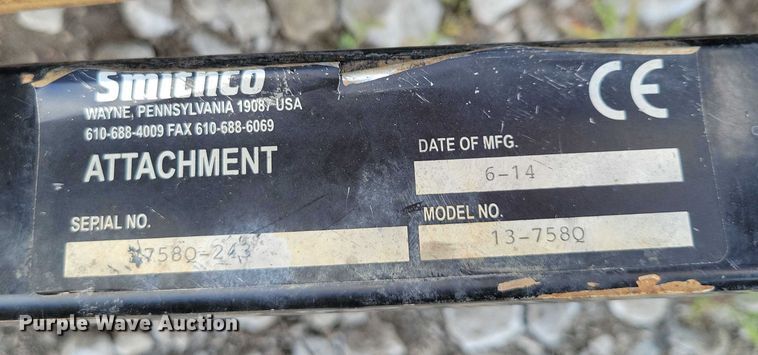 Smithco
WAYNE, PENNSYLVANIA 19087 USA
610-688-4009 FAX 610-688-6069
ATTACHMENT
CE
DATE OF MFG.
6-14
SERIAL NO.
MODEL NO.
13-758Q
Purple Wave Auction